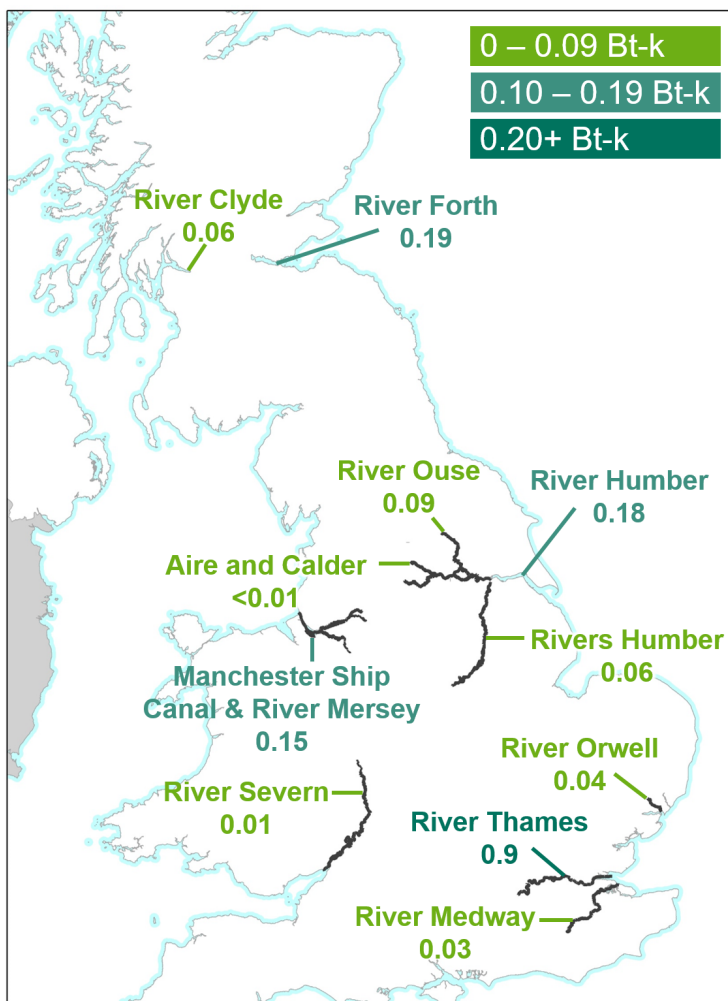 0 – 0.09 Bt-k
0.10 – 0.19 Bt-k
0.20+ Bt-k
River Clyde
0.06
River Forth
0.19
River Ouse
0.09
River Humber
0.18
Aire and Calder
<0.01
Rivers Humber
0.06
Manchester Ship
Canal & River Mersey
0.15
River Orwell
0.04
River Severn
0.01
River Thames
0.9
River Medway
0.03